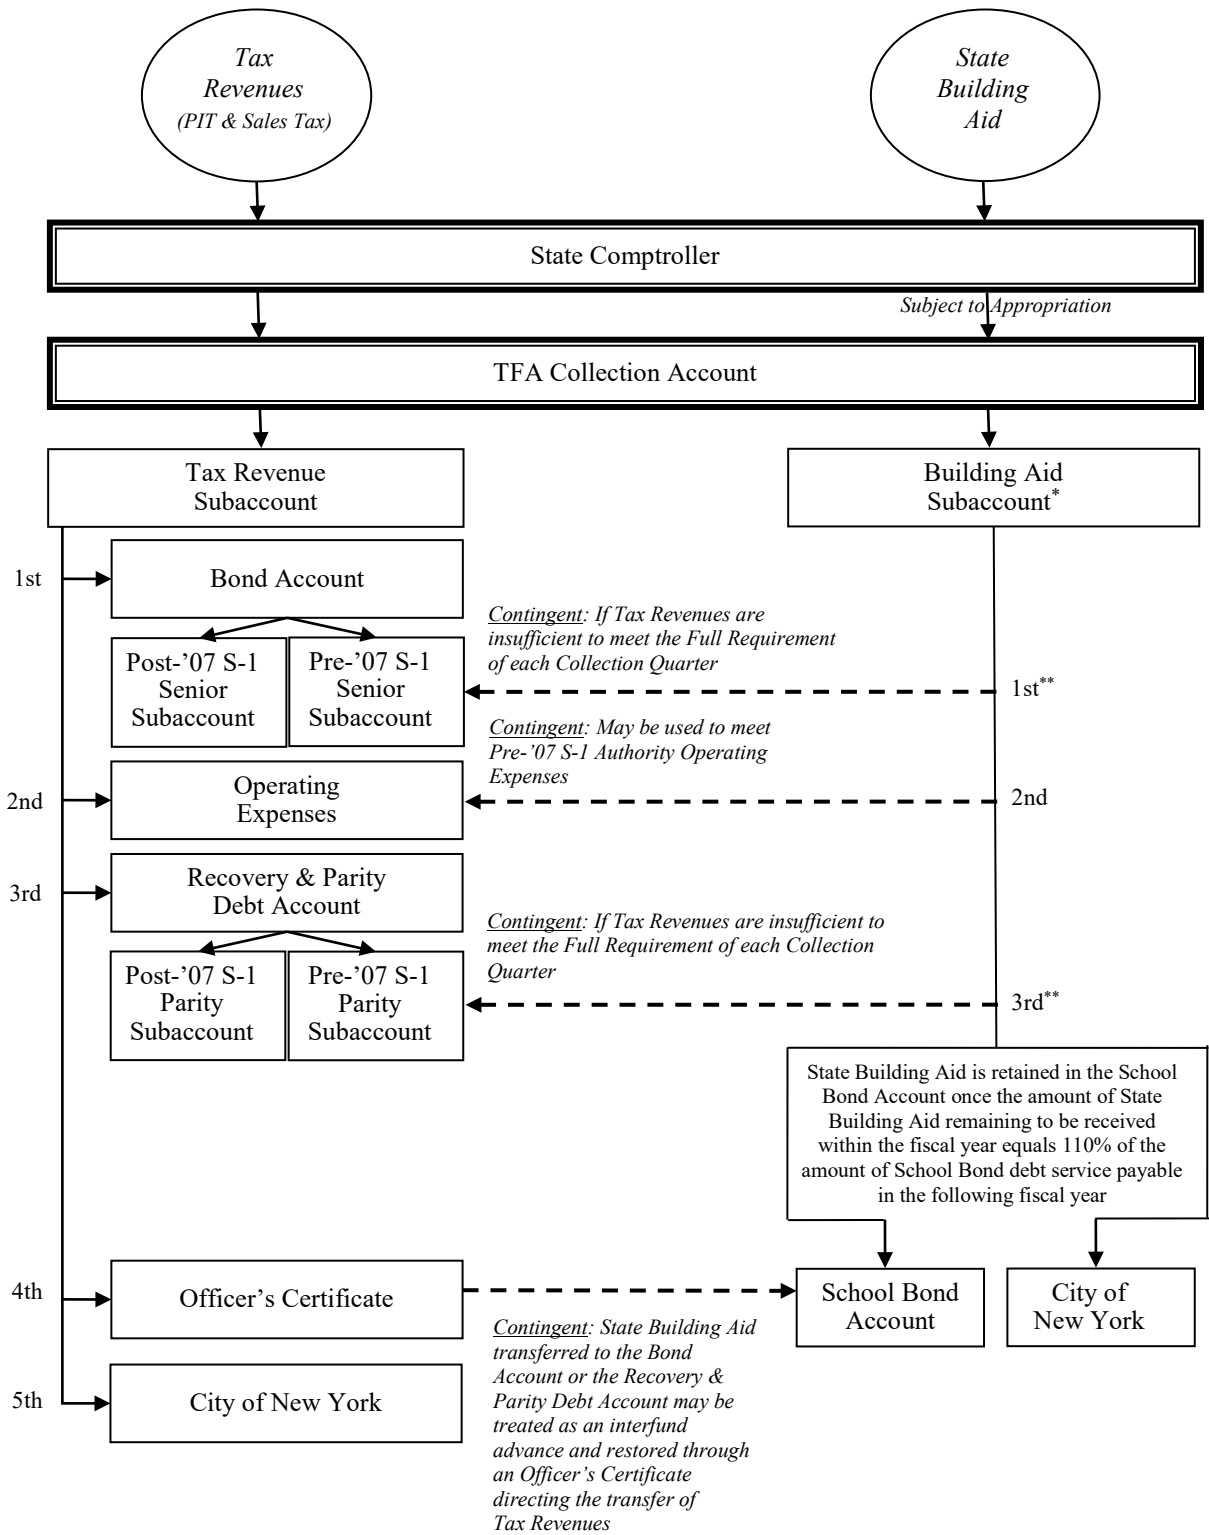 Tax
Revenues
(PIT & Sales Tax)
State
Building
Aid
State Comptroller
Subject to Appropriation
TFA Collection Account
Tax Revenue
Subaccount
Building Aid
Subaccount*
1st
Bond Account
Post-’07 S-1
Senior
Subaccount
Pre-’07 S-1
Senior
Subaccount
Contingent: If Tax Revenues are
insufficient to meet the Full Requirement
of each Collection Quarter
1st**
Contingent: May be used to meet
Pre-’07 S-1 Authority Operating
Expenses
2nd
Operating
Expenses
2nd
3rd
Recovery & Parity
Debt Account
Post-’07 S-1
Parity
Subaccount
Pre-’07 S-1
Parity
Subaccount
Contingent: If Tax Revenues are insufficient to
meet the Full Requirement of each Collection
Quarter
3rd**
State Building Aid is retained in the School
Bond Account once the amount of State
Building Aid remaining to be received
within the fiscal year equals 110% of the
amount of School Bond debt service payable
in the following fiscal year
4th
Officer’s Certificate
School Bond
Account
City of
New York
Contingent: State Building Aid
transferred to the Bond
Account or the Recovery &
Parity Debt Account may be
treated as an interfund
advance and restored through
an Officer’s Certificate
directing the transfer of
Tax Revenues
5th
City of New York